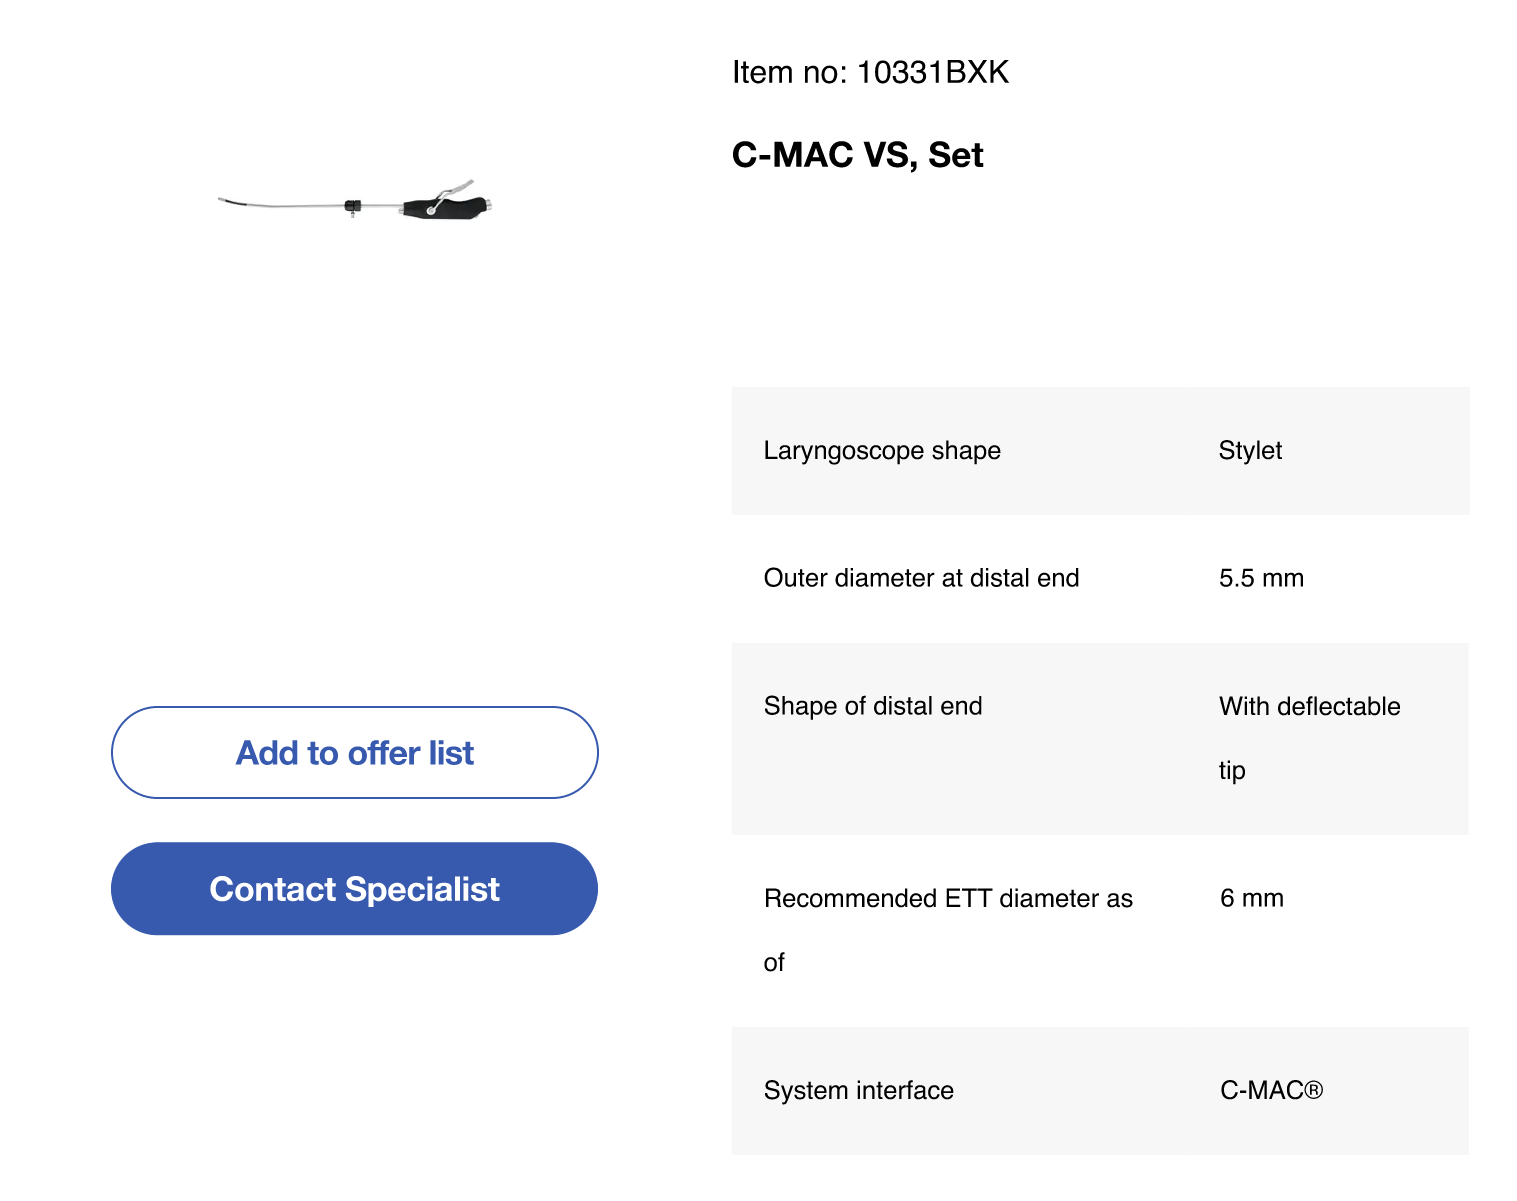 Item no: 10331BXK
C-MAC VS, Set
Laryngoscope shape
Stylet
Outer diameter at distal end
5.5 mm
Shape of distal end
With deflectable
tip
Recommended ETT diameter as
of
6 mm
System interface
C-MAC®
Add to offer list
Contact Specialist